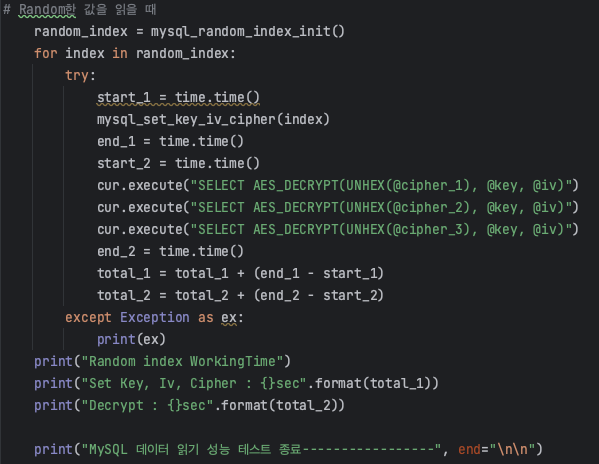 # Random한 값을 읽을 때
random_index = mysql_random_index_init()
for index in random_index:
try:
start_1 = time.time()
mysql_set_key_iv_cipher(index)
end_1 = time.time()
start_2 = time.time()
cur.execute("SELECT AES_DECRYPT(UNHEX(@cipher_1), @key, @iv)")
cur.execute("SELECT AES_DECRYPT(UNHEX(@cipher_2), @key, @iv)")
cur.execute("SELECT AES_DECRYPT(UNHEX(@cipher_3), @key, @iv)")
end_2 = time.time()
total_1 = total_1 + (end_1 - start_1)
total_2 = total_2 + (end_2 - start_2)
except Exception as ex:
print(ex)
print("Random index WorkingTime")
print("Set Key, Iv, Cipher : {}sec".format(total_1))
print("Decrypt : {}sec".format(total_2))
print("MySQL 데이터 읽기 성능 테스트 종료-----------------", end="\n\n")